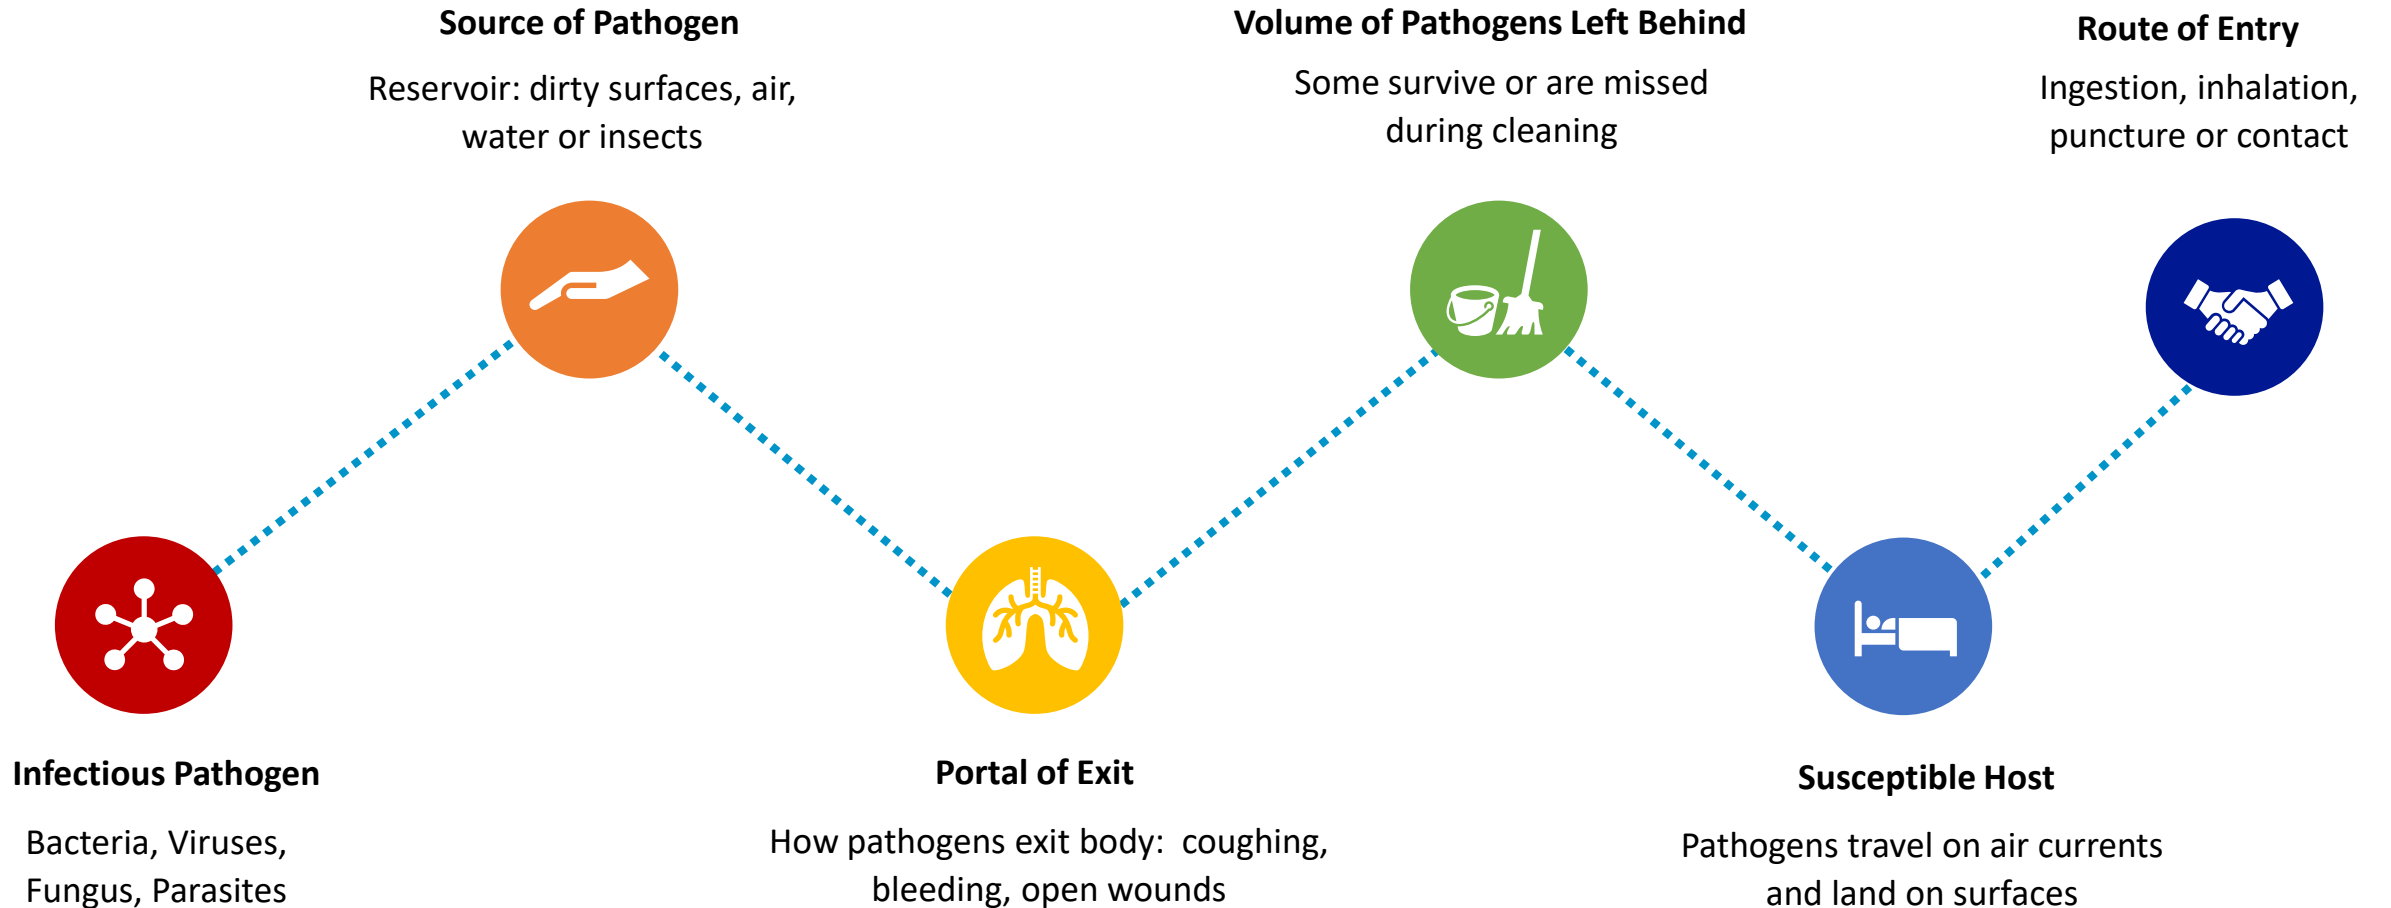 Source of Pathogen
Reservoir: dirty surfaces, air,
water or insects
Volume of Pathogens Left Behind
Some survive or are missed
during cleaning
Route of Entry
Ingestion, inhalation,
puncture or contact
Infectious Pathogen
Bacteria, Viruses,
Fungus, Parasites
Portal of Exit
How pathogens exit body:  coughing,
bleeding, open wounds
Susceptible Host
Pathogens travel on air currents
and land on surfaces